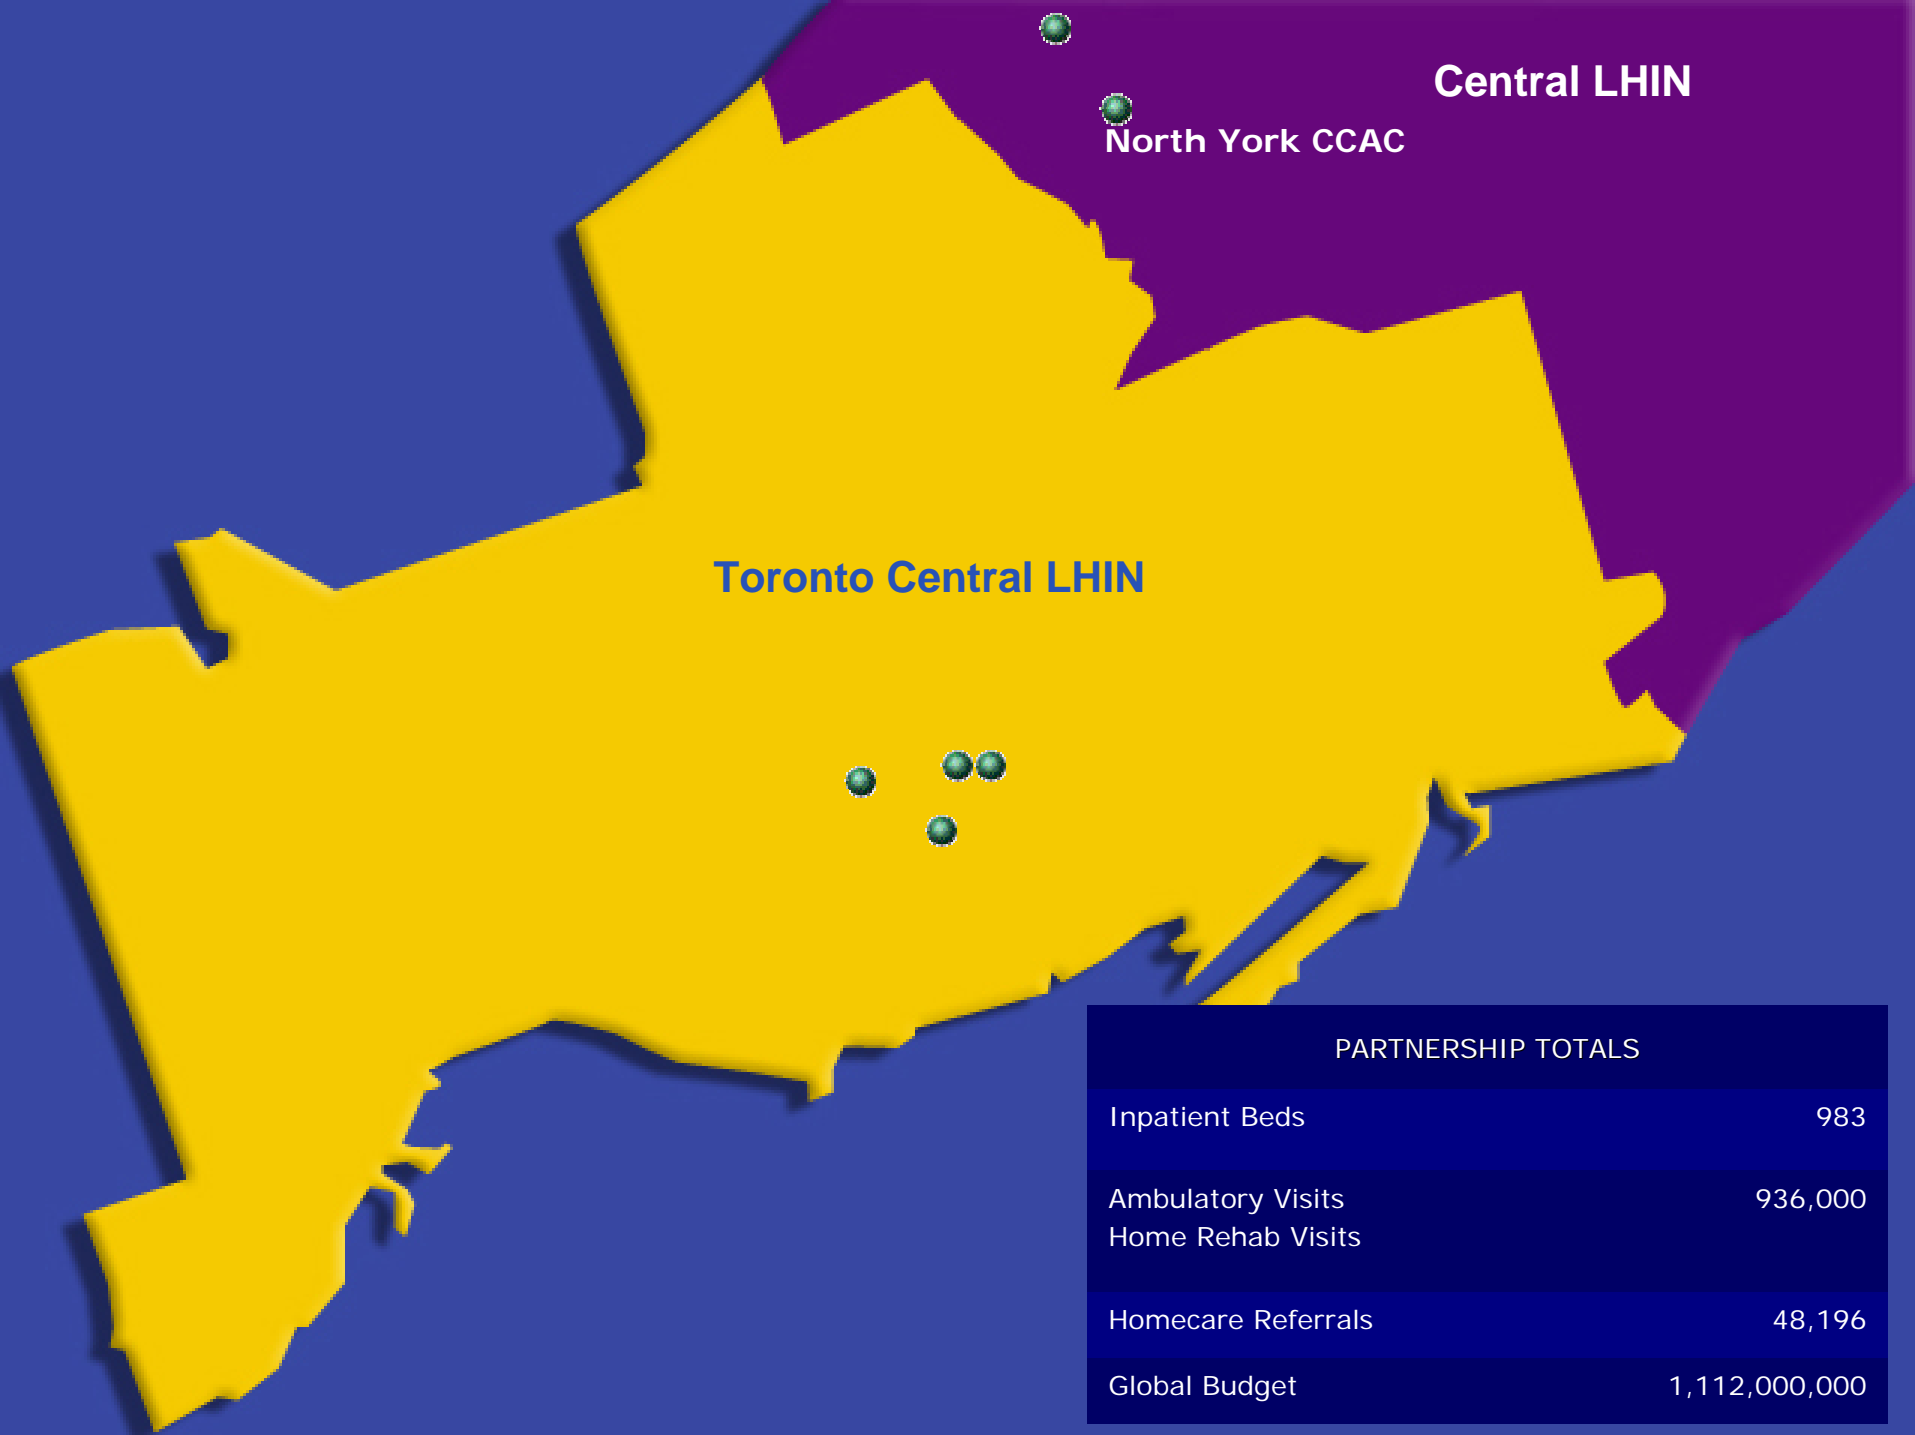 Central LHIN
North York CCAC
Toronto Central LHIN
PARTNERSHIP TOTALS
Inpatient Beds 983
Ambulatory Visits 936,000
Home Rehab Visits
Homecare Referrals 48,196
Global Budget 1,112,000,000